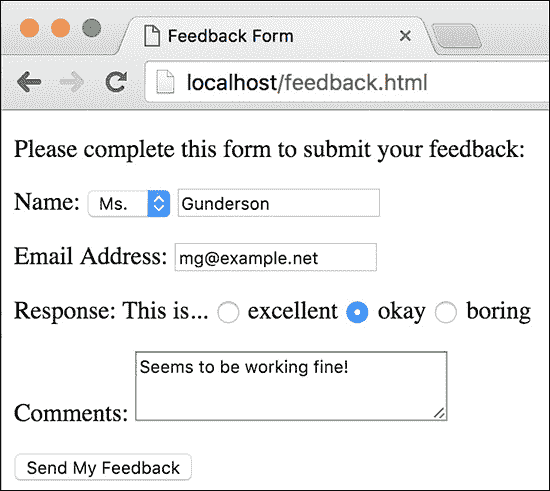 Feedback Form
localhost/feedback.html
Please complete this form to submit your feedback:
Name: Ms. Gunderson
Email Address: mg@example.net
Response: This is... excellent okay boring
Seems to be working fine!
Comments:
Send My Feedback